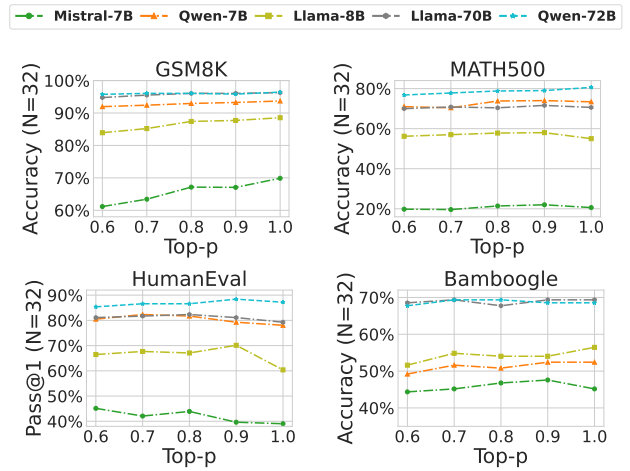 Mistral-7B Qwen-7B Llama-8B Llama-70B Qwen-72B
GSM8K
Accuracy (N=32)
100%
90%
80%
70%
60%
0.6 0.7 0.8 0.9 1.0
Top-p
MATH500
Accuracy (N=32)
80%
60%
40%
20%
0.6 0.7 0.8 0.9 1.0
Top-p
HumanEval
Pass@1 (N=32)
90%
80%
70%
60%
50%
40%
0.6 0.7 0.8 0.9 1.0
Top-p
Bamboogle
Accuracy (N=32)
70%
60%
50%
40%
0.6 0.7 0.8 0.9 1.0
Top-p